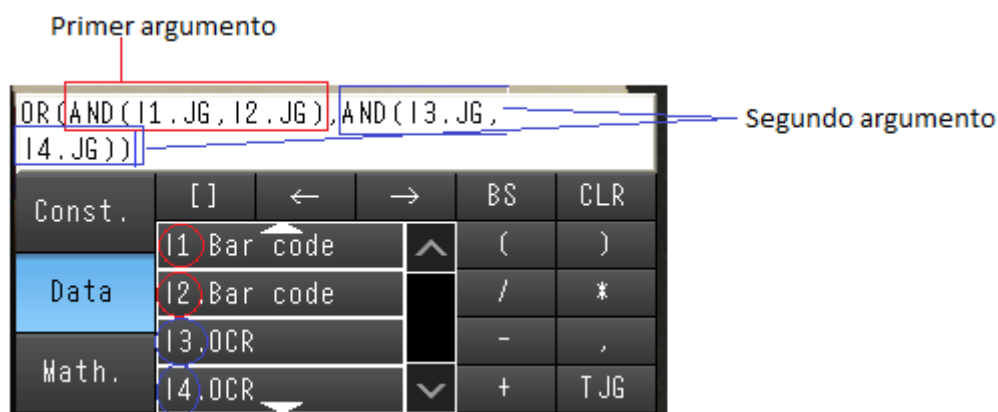 Primer argumento
OR(AND(I1.JG,I2.JG),AND(I3.JG,
I4.JG))
Segundo argumento
Const.
[] ← → BS CLR
I1.Bar code ( )
Data
I2.Bar code / *
I3.OCR - ,
Math.
I4.OCR + TJG